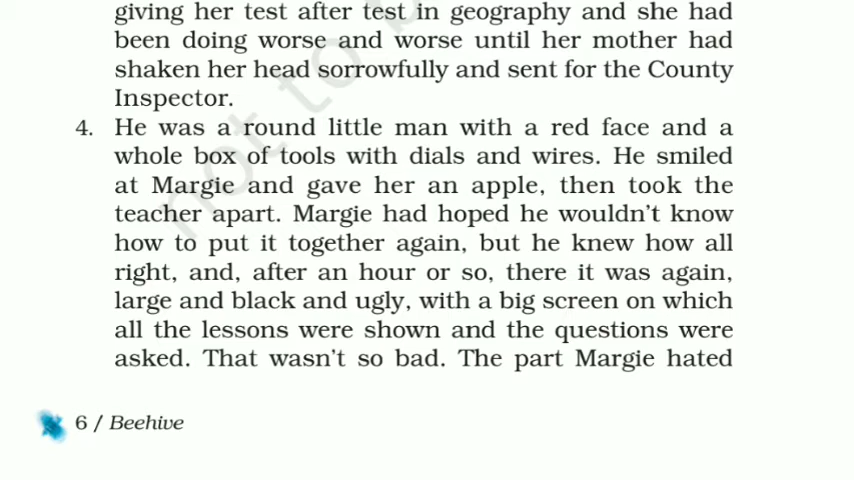 giving her test after test in geography and she had
been doing worse and worse until her mother had
shaken her head sorrowfully and sent for the County
Inspector.
4. He was a round little man with a red face and a
whole box of tools with dials and wires. He smiled
at Margie and gave her an apple, then took the
teacher apart. Margie had hoped he wouldn't know
how to put it together again, but he knew how all
right, and, after an hour or so, there it was again,
large and black and ugly, with a big screen on which
all the lessons were shown and the questions were
asked. That wasn't so bad. The part Margie hated
6 / Beehive
not to b